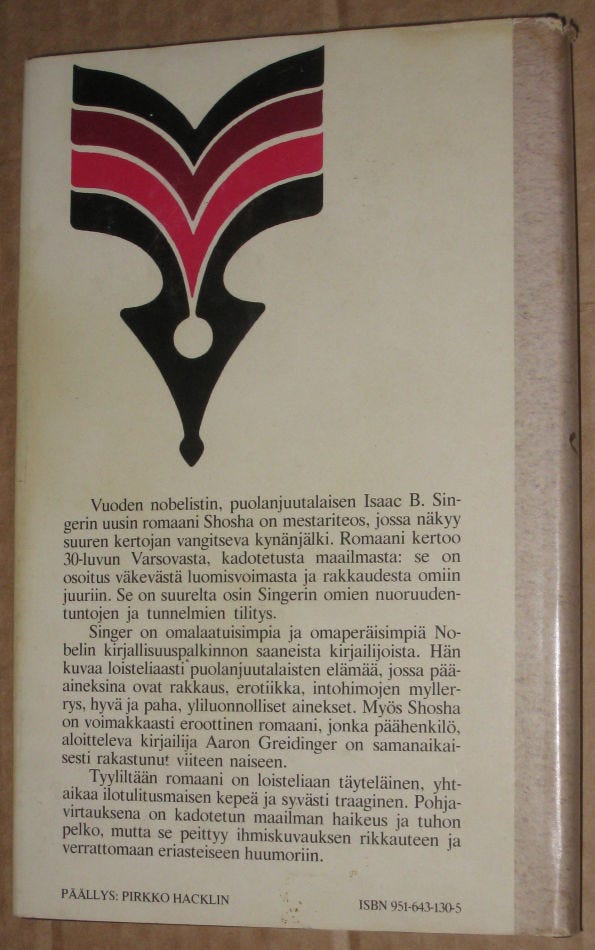 Vuoden nobelistin, puolanjuutalaisen Isaac B. Sin-
gerin uusin romaani Shosha on mestariteos, jossa näkyy
suuren kertojan vangitseva kynänjälki. Romaani kertoo
30-luvun Varsovasta, kadotetusta maailmasta: se on
osoitus väkevästä luomisvoimasta ja rakkaudesta omiin
juuriin. Se on suurelta osin Singerin omien nuoruuden-
tuntojen ja tunnelmien tilitys.
Singer on omalaatuisimpia ja omaperäisimpiä No-
belin kirjallisuuspalkinnon saaneista kirjailijoista. Hän
kuvaa loisteliaasti puolanjuutalaisten elämää, jossa pää-
aineksina ovat rakkaus, erotiikka, intohimojen myller-
rys, hyvä ja paha, yliluonnolliset ainekset. Myös Shosha
on voimakkaasti eroottinen romaani, jonka päähenkilö,
aloitteleva kirjailija Aaron Greidinger on samanaikai-
sesti rakastunut viiteen naiseen.
Tyyliltään romaani on loisteliaan täyteläinen, yht-
aikaa ilotulitusmaisen kepeä ja syvästi traaginen. Pohja-
virtauksena on kadotetun maailman haikeus ja tuhon
pelko, mutta se peittyy ihmiskuvauksen rikkauteen ja
verrattomaan eriasteiseen huumoriin.
PÄÄLLYS: PIRKKO HACKLIN
ISBN 951-643-130-5